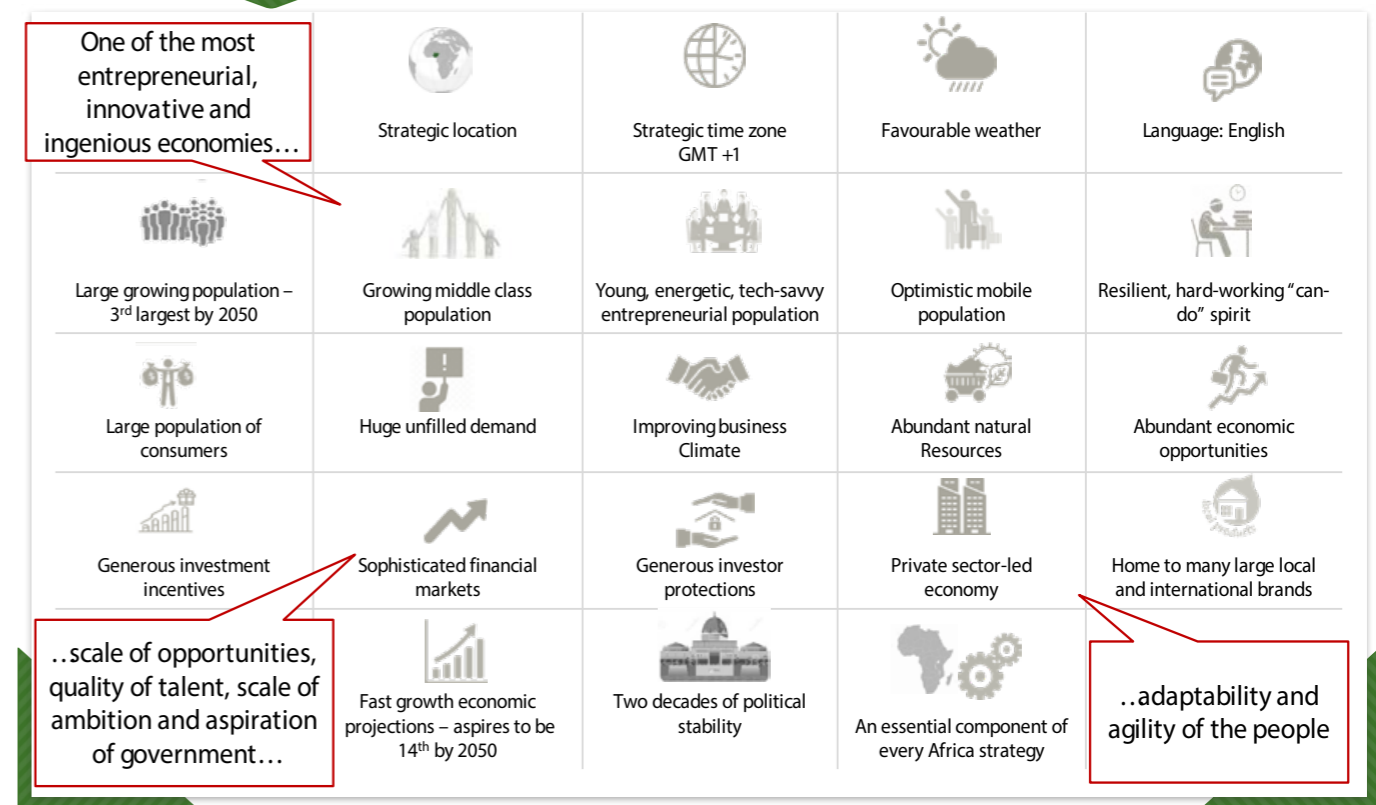 One of the most
entrepreneurial,
innovative and
ingenious economies…
Strategic location
Strategic time zone
GMT +1
Favourable weather
Language: English
Large growing population –
3rd largest by 2050
Growing middle class
population
Young, energetic, tech-savvy
entrepreneurial population
Optimistic mobile
population
Resilient, hard-working “can-
do” spirit
Large population of
consumers
Huge unfilled demand
Improving business
Climate
Abundant natural
Resources
Abundant economic
opportunities
Generous investment
incentives
Sophisticated financial
markets
Generous investor
protections
Private sector-led
economy
local products
Home to many large local
and international brands
…scale of opportunities,
quality of talent, scale of
ambition and aspiration
of government…
Fast growth economic
projections – aspires to be
14th by 2050
Two decades of political
stability
An essential component of
every Africa strategy
…adaptability and
agility of the people